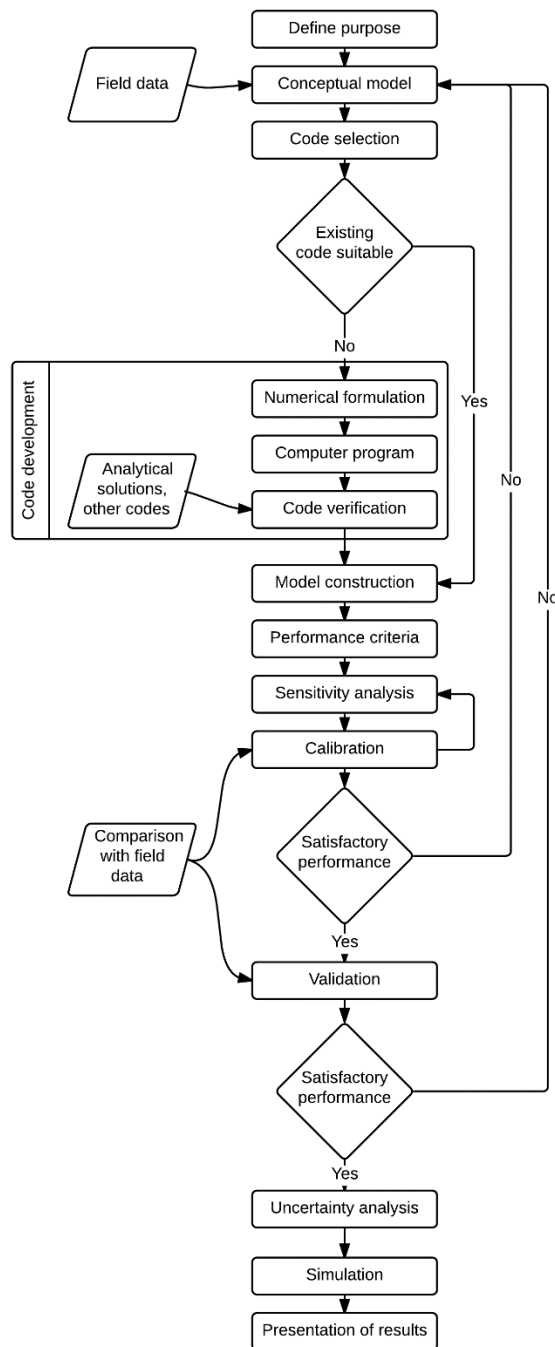 Define purpose
Field data
Conceptual model
Code selection
Existing
code suitable
No
Yes
Code development
Numerical formulation
Computer program
Analytical
solutions,
other codes
Code verification
No
Model construction
No
Performance criteria
Sensitivity analysis
Calibration
Comparison
with field
data
Satisfactory
performance
Yes
Validation
Satisfactory
performance
Yes
Uncertainty analysis
Simulation
Presentation of results